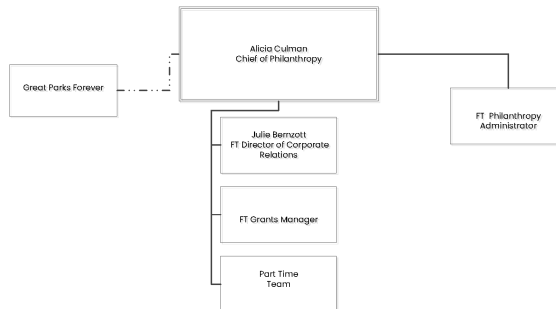 Alicia Culman
Chief of Philanthropy
Great Parks Forever
FT Philanthropy
Administrator
Julie Bernzott
FT Director of Corporate
Relations
FT Grants Manager
Part Time
Team